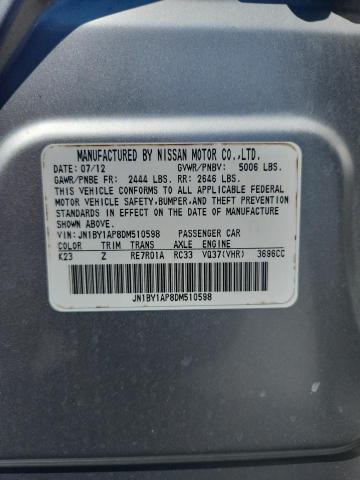 MANUFACTURED BY NISSAN MOTOR CO.,LTD.
DATE: 07/12 GVWR/PNBV: 5006 LBS.
GAWR/PNBE FR: 2444 LBS. RR: 2646 LBS.
THIS VEHICLE CONFORMS TO ALL APPLICABLE FEDERAL
MOTOR VEHICLE SAFETY,BUMPER,AND THEFT PREVENTION
STANDARDS IN EFFECT ON THE DATE OF MANUFACTURE
SHOWN ABOVE.
VIN: JN1BY1AP8DM510598 PASSENGER CAR
COLOR TRIM TRANS AXLE ENGINE
K23 Z RE7R01A RC33 VQ37(VHR) 3696CC
JN1BY1AP8DM510598